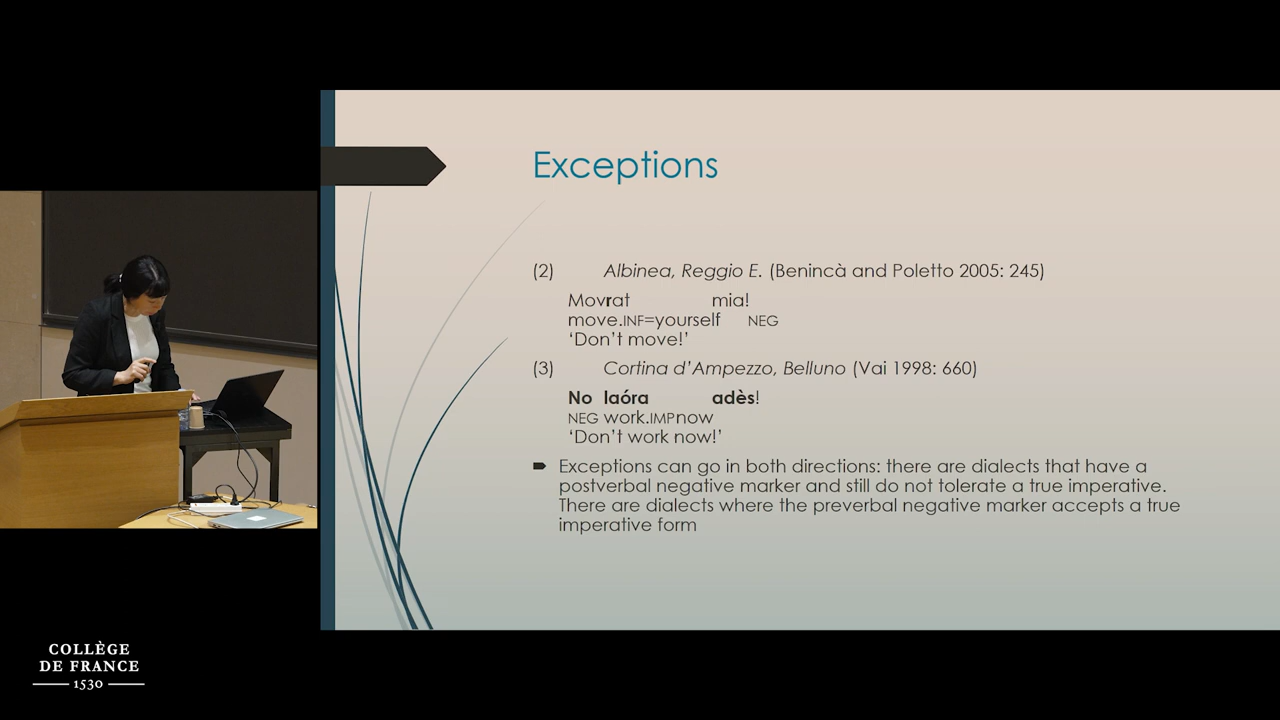 Exceptions
(2) Albinea, Reggio E. (Benincà and Poletto 2005: 245)
Movrat mia!
move.INF=yourself NEG
‘Don’t move!’
(3) Cortina d’Ampezzo, Belluno (Vai 1998: 660)
No laóra adès!
NEG work.IMP now
‘Don’t work now!’
Exceptions can go in both directions: there are dialects that have a
postverbal negative marker and still do not tolerate a true imperative.
There are dialects where the preverbal negative marker accepts a true
imperative form
COLLÈGE
DE FRANCE
1530